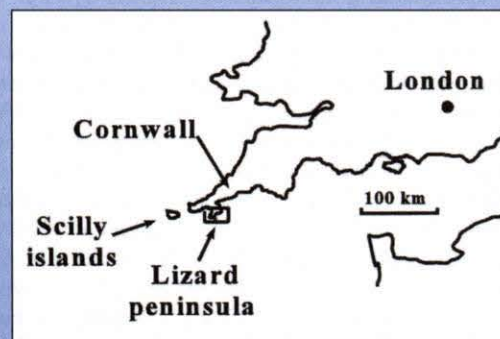 London
Cornwall
100 km
Scilly
islands
Lizard
peninsula